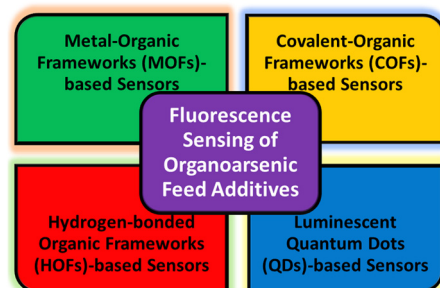 Metal-Organic
Frameworks (MOFs)-
based Sensors
Covalent-Organic
Frameworks (COFs)-
based Sensors
Fluorescence
Sensing of
Organoarsenic
Feed Additives
Hydrogen-bonded
Organic Frameworks
(HOFs)-based Sensors
Luminescent
Quantum Dots
(QDs)-based Sensors